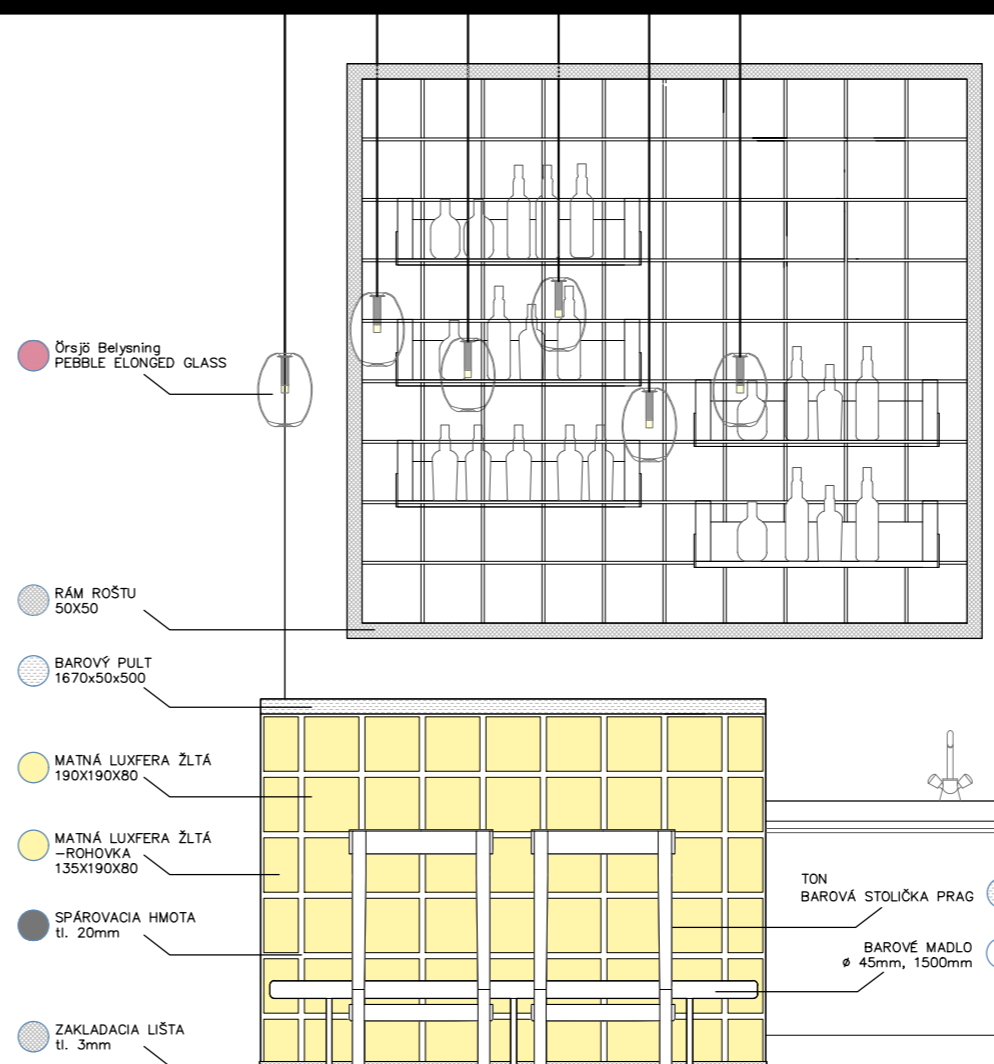 Örsjö Belysning
PEBBLE ELONGED GLASS
RÁM ROŠTU
50X50
BAROVÝ PULT
1670x50x500
MATNÁ LUXFERA ŽLTÁ
190X190X80
MATNÁ LUXFERA ŽLTÁ
-ROHOVKA
135X190X80
SPÁROVACIA HMOTA
tl. 20mm
ZAKLADACIA LIŠTA
tl. 3mm
TON
BAROVÁ STOLIČKA PRAG
BAROVÉ MADLO
ø 45mm, 1500mm